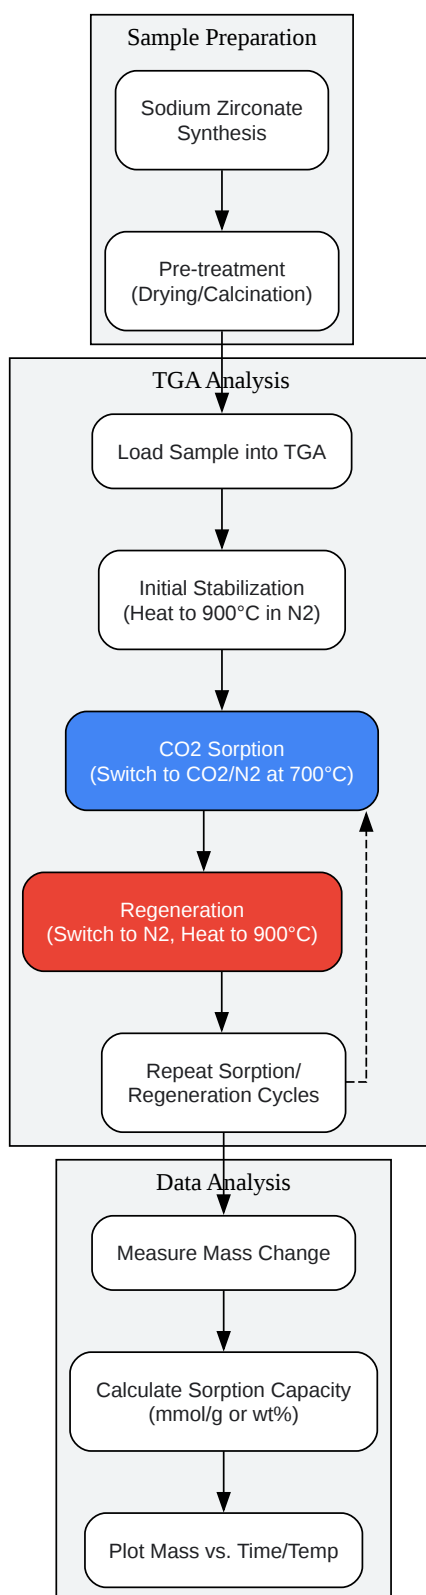 Sample Preparation
Sodium Zirconate
Synthesis
Pre-treatment
(Drying/Calcination)
TGA Analysis
Load Sample into TGA
Initial Stabilization
(Heat to 900°C in N2)
CO2 Sorption
(Switch to CO2/N2 at 700°C)
Regeneration
(Switch to N2, Heat to 900°C)
Repeat Sorption/
Regeneration Cycles
Data Analysis
Measure Mass Change
Calculate Sorption Capacity
(mmol/g or wt%)
Plot Mass vs. Time/Temp